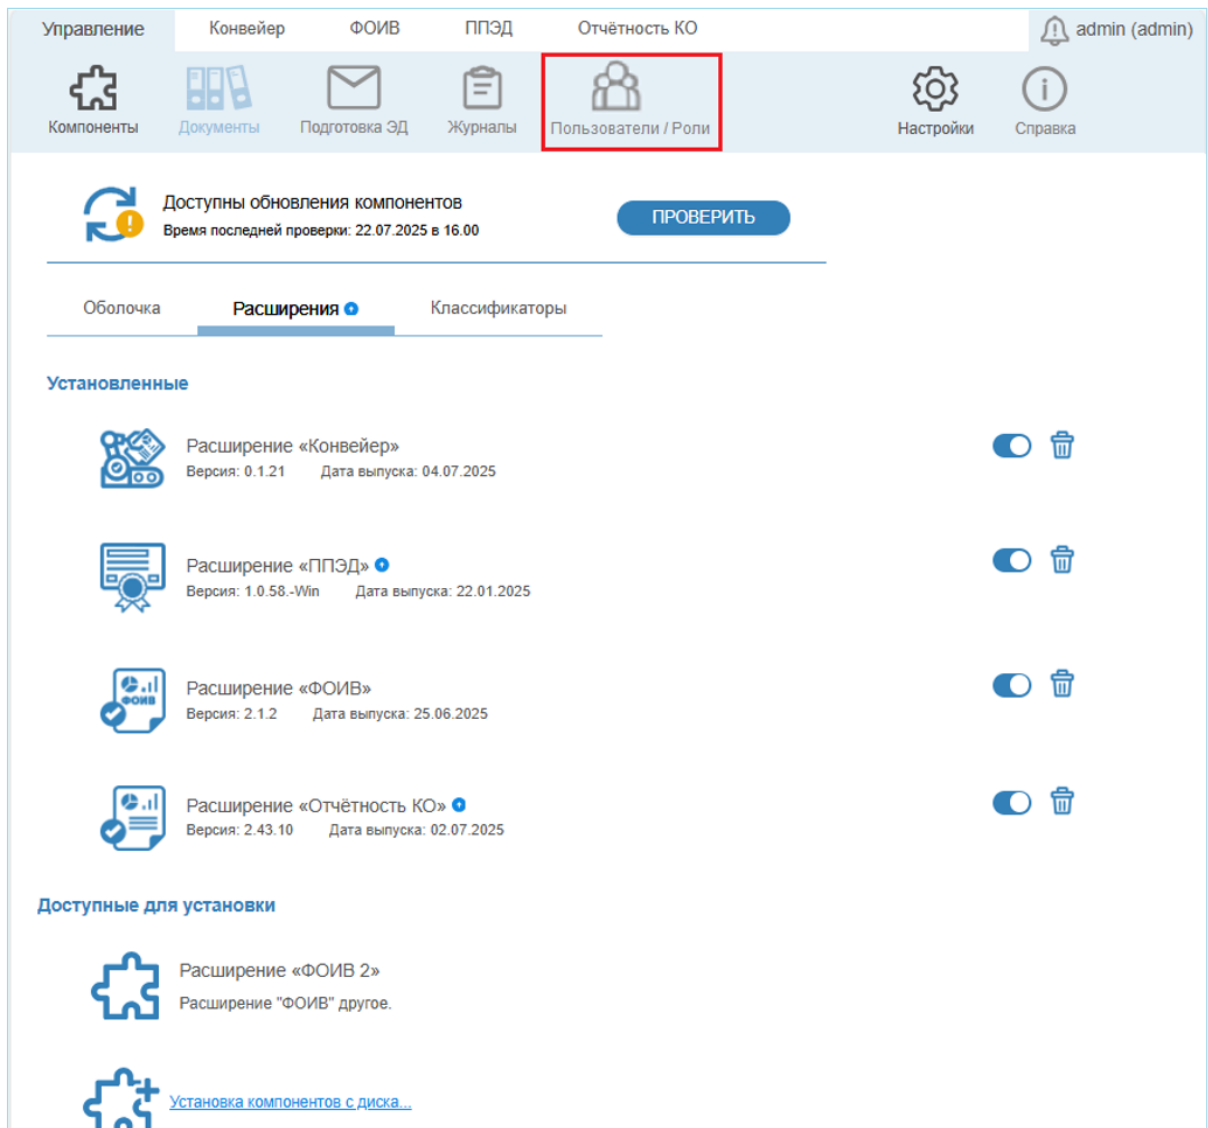 Управление Конвейер ФОИВ ППЭД Отчётность КО admin (admin)
Компоненты Документы Подготовка ЭД Журналы Пользователи / Роли Настройки Справка
Доступны обновления компонентов
Время последней проверки: 22.07.2025 в 16.00
ПРОВЕРИТЬ
Оболочка Расширения Классификаторы
Установленные
Расширение «Конвейер»
Версия: 0.1.21 Дата выпуска: 04.07.2025
Расширение «ППЭД»
Версия: 1.0.58.-Win Дата выпуска: 22.01.2025
ФОИВ
Расширение «ФОИВ»
Версия: 2.1.2 Дата выпуска: 25.06.2025
Расширение «Отчётность КО»
Версия: 2.43.10 Дата выпуска: 02.07.2025
Доступные для установки
Расширение «ФОИВ 2»
Расширение "ФОИВ" другое.
Установка компонентов с диска...